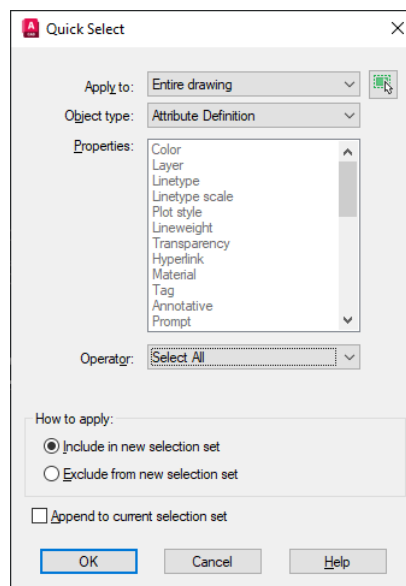 Quick Select
Apply to: Entire drawing
Object type: Attribute Definition
Properties:
Color
Layer
Linetype
Linetype scale
Plot style
Lineweight
Transparency
Hyperlink
Material
Tag
Annotative
Prompt
Operator: Select All
How to apply:
Include in new selection set
Exclude from new selection set
Append to current selection set
OK Cancel Help